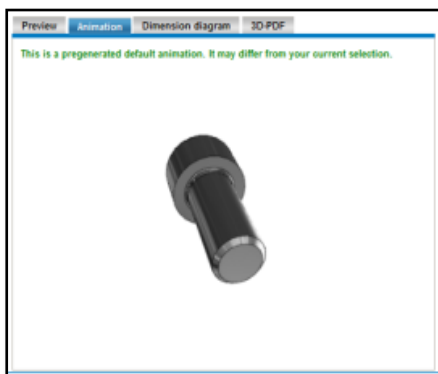 Preview Animation Dimension diagram 3D-PDF
This is a pregenerated default animation. It may differ from your current selection.